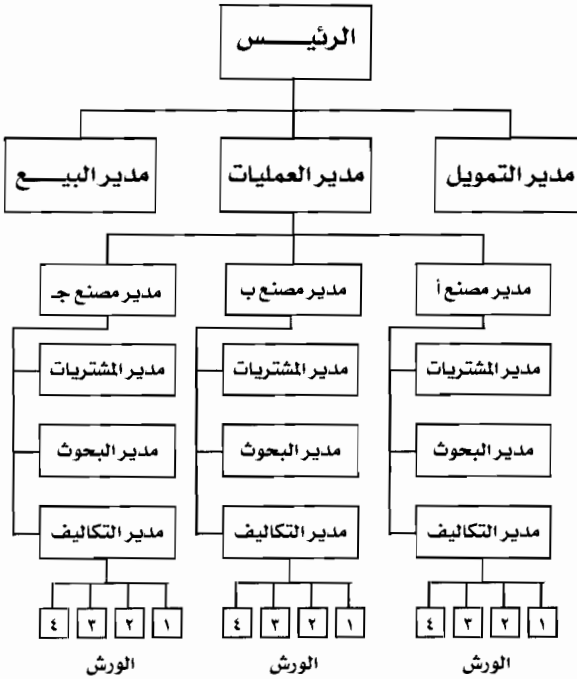 الرئيــــس
مدير التمويل
مدير العمليات
مدير البيـــــع
مدير مصنع أ
مدير مصنع ب
مدير مصنع جـ
مدير المشتريات
مدير المشتريات
مدير المشتريات
مدير البحوث
مدير البحوث
مدير البحوث
مدير التكاليف
مدير التكاليف
مدير التكاليف
١ ٢ ٣ ٤
١ ٢ ٣ ٤
١ ٢ ٣ ٤
الورش
الورش
الورش